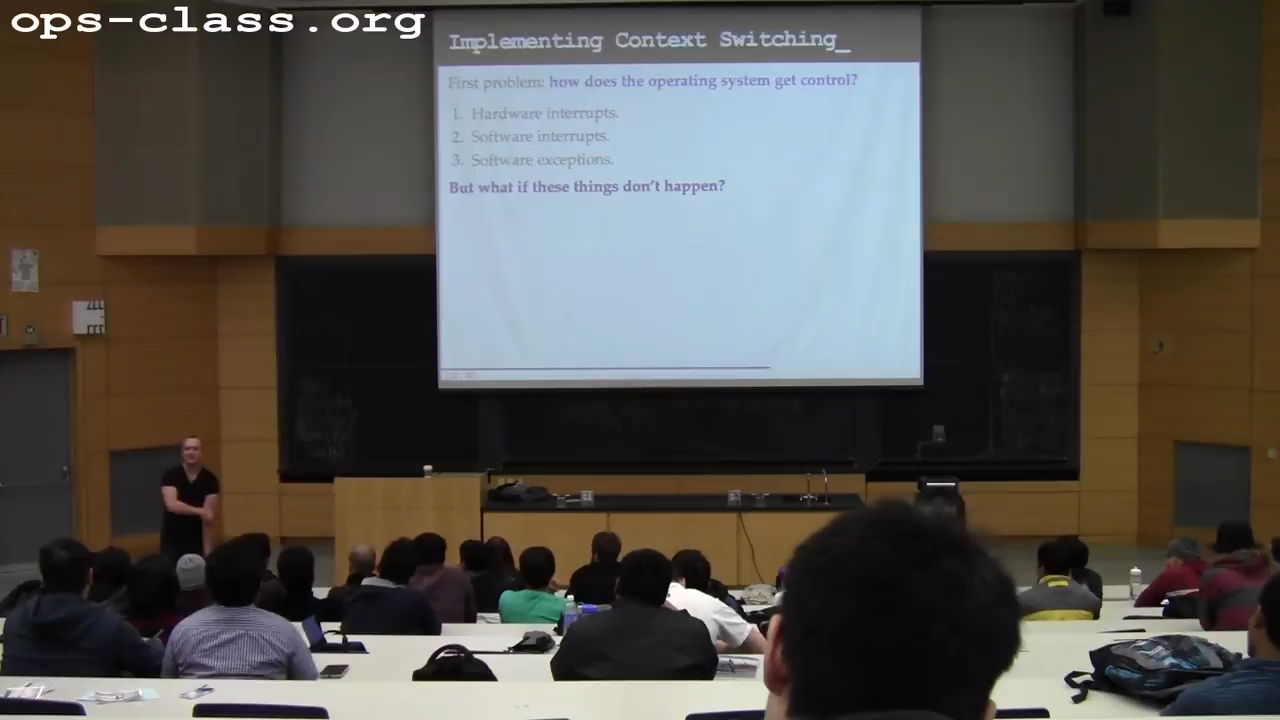 ops-class.org
Implementing Context Switching_
First problem: how does the operating system get control?
1. Hardware interrupts.
2. Software interrupts.
3. Software exceptions.
But what if these things don't happen?